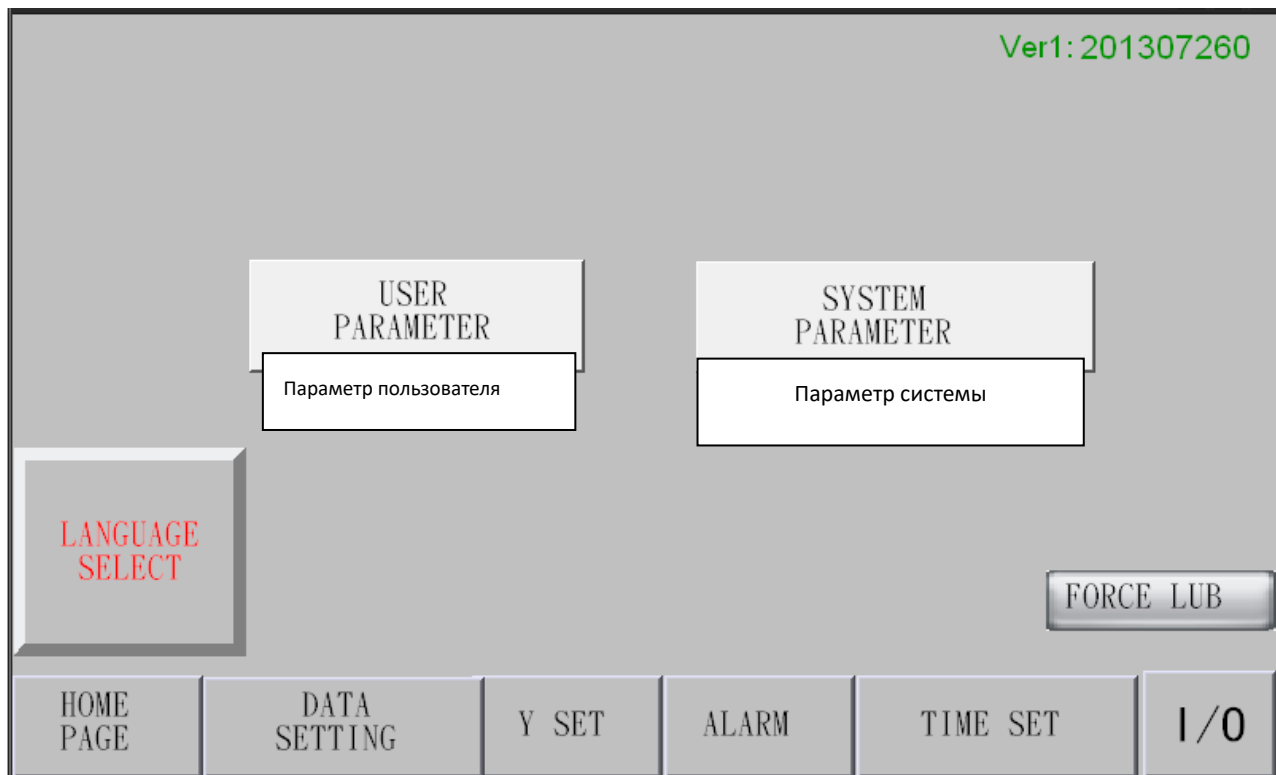 Ver1: 201307260
USER
PARAMETER
SYSTEM
PARAMETER
Параметр пользователя
Параметр системы
LANGUAGE
SELECT
FORCE LUB
HOME
PAGE
DATA
SETTING
Y SET
ALARM
TIME SET
I/O